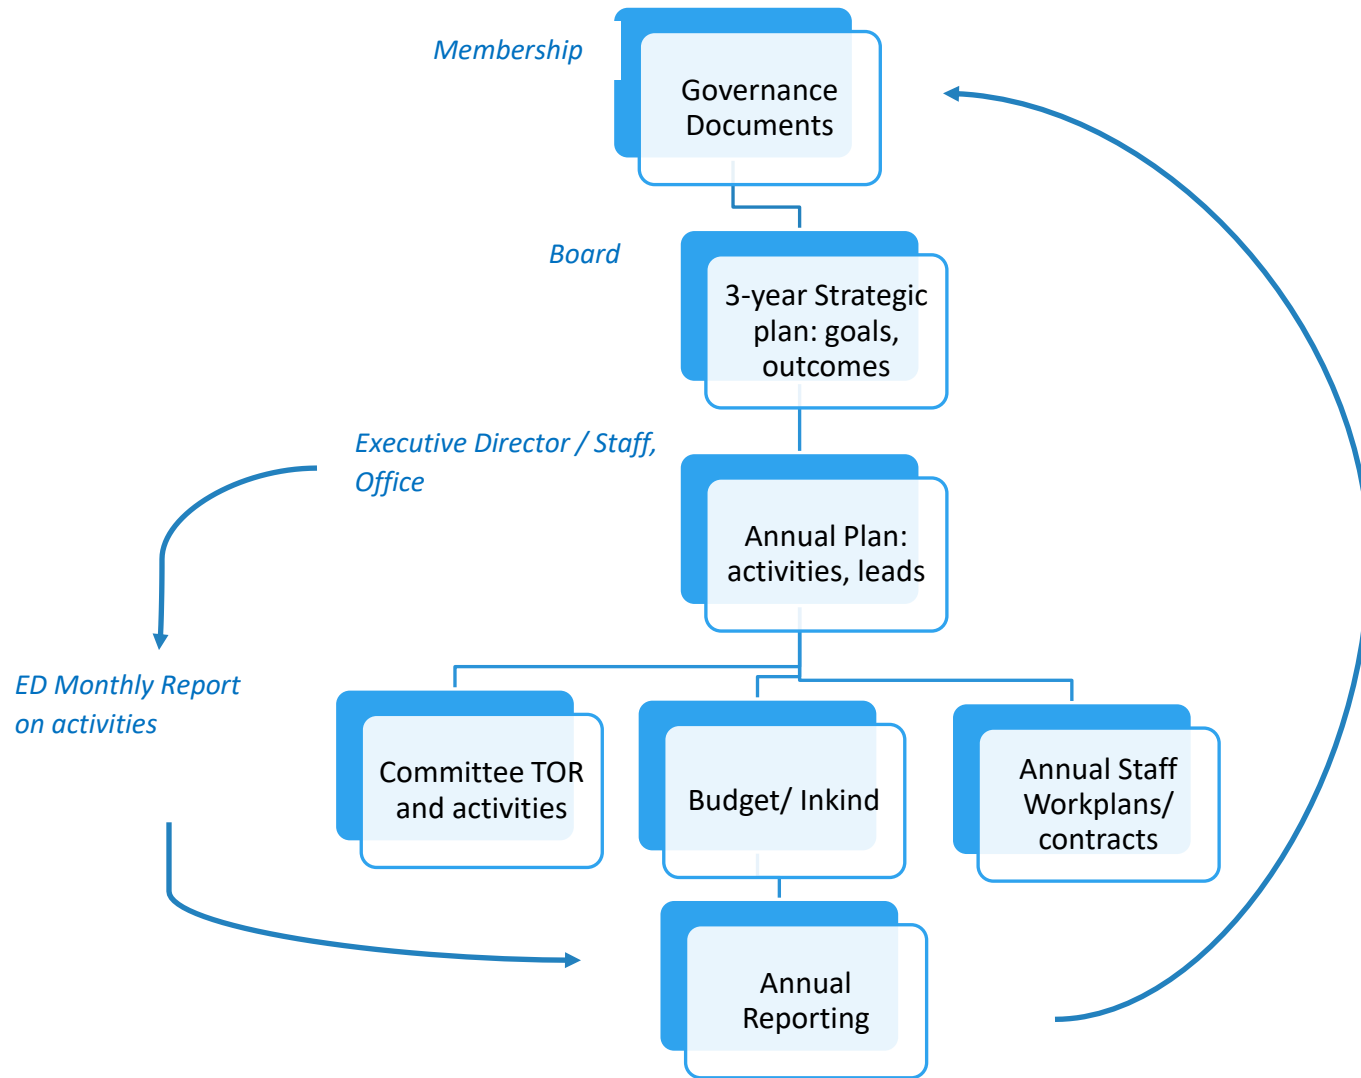 Membership
Governance
Documents
Board
3-year Strategic
plan: goals,
outcomes
Executive Director / Staff,
Office
Annual Plan:
activities, leads
ED Monthly Report
on activities
Committee TOR
and activities
Budget/ Inkind
Annual Staff
Workplans/
contracts
Annual
Reporting